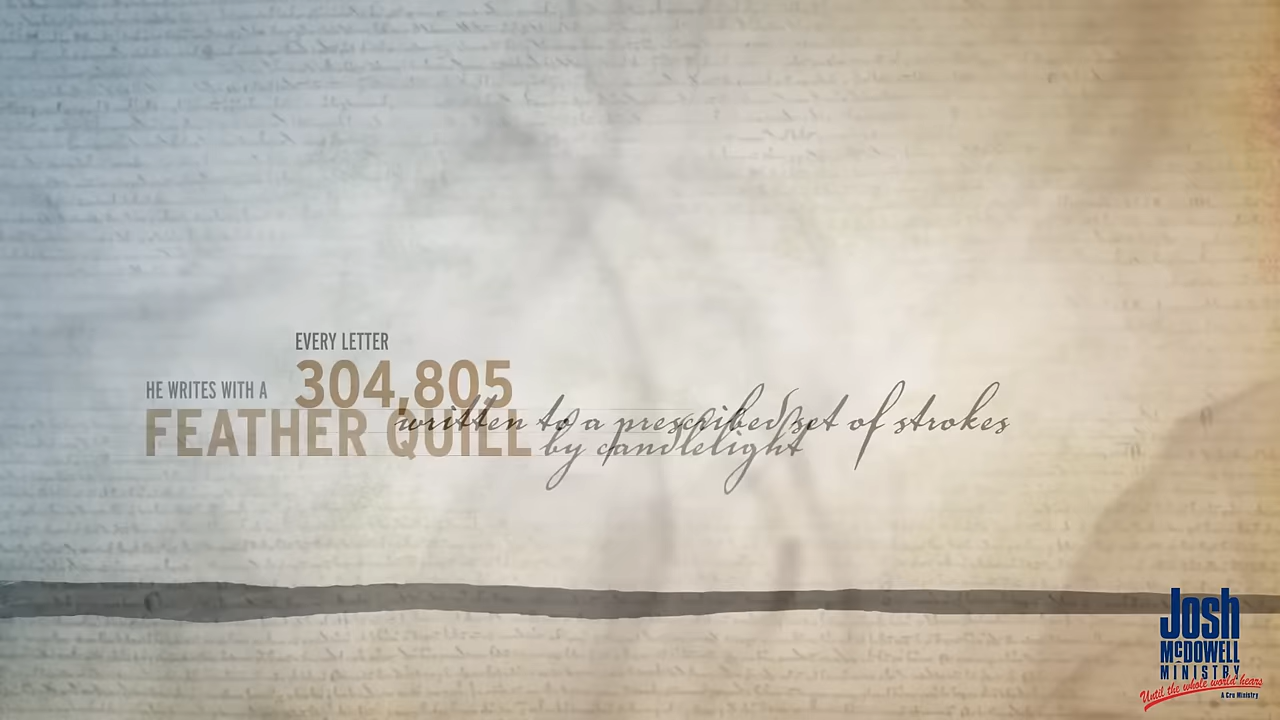 EVERY LETTER
304,805
written to a prescribed set of strokes
HE WRITES WITH A
FEATHER QUILL
by candlelight
Josh
McDOWELL
MINISTRY
Until the whole world hears
A Cru Ministry